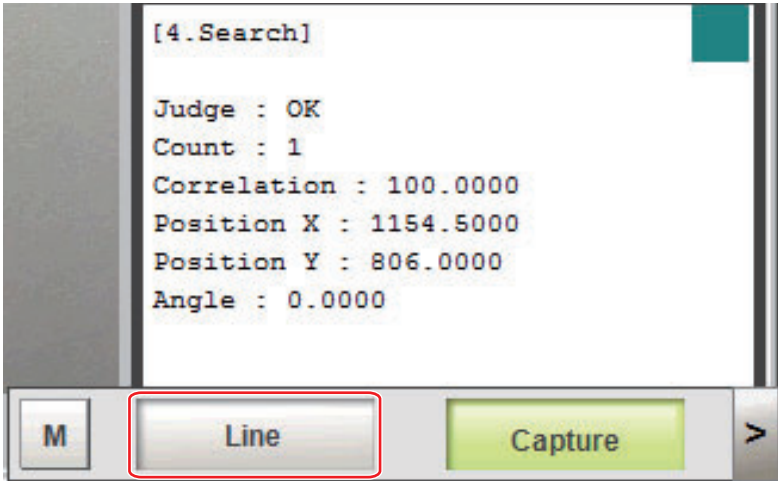 [4.Search]
Judge : OK
Count : 1
Correlation : 100.0000
Position X : 1154.5000
Position Y : 806.0000
Angle : 0.0000
M Line Capture >